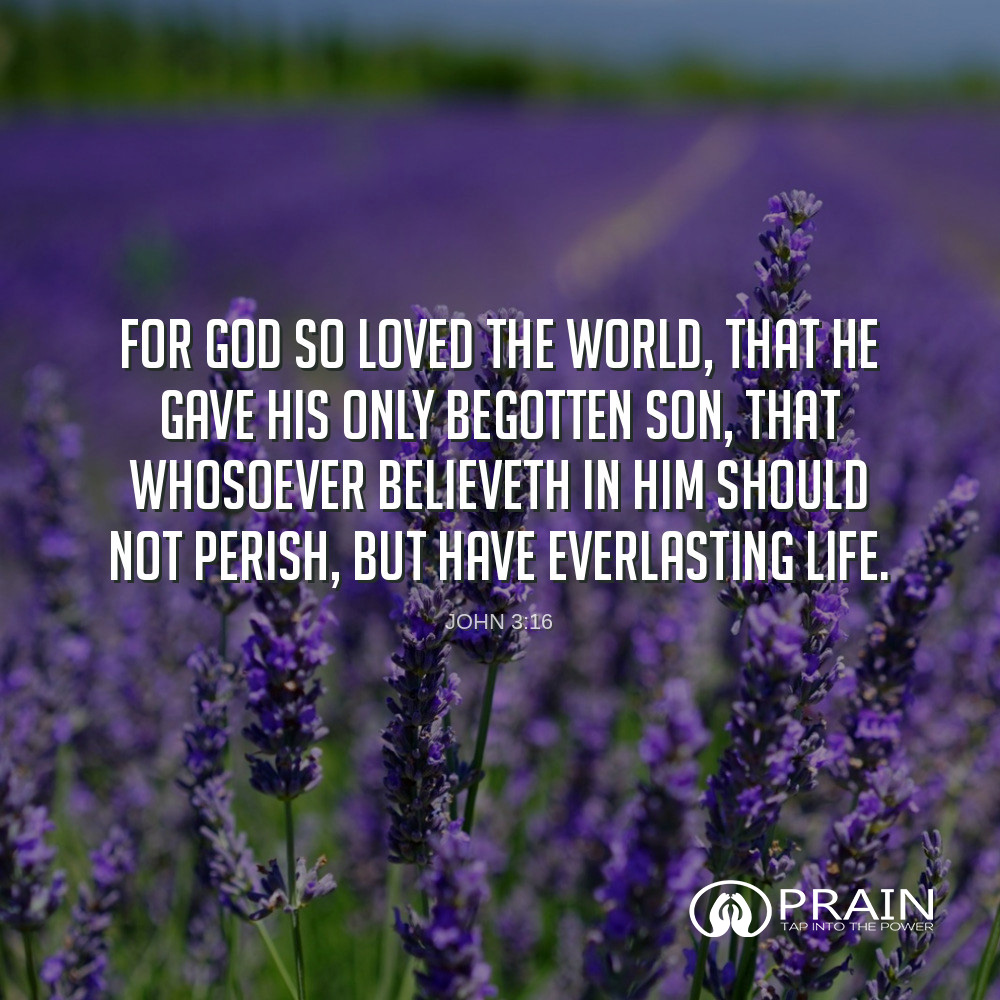 FOR GOD SO LOVED THE WORLD, THAT HE
GAVE HIS ONLY BEGOTTEN SON, THAT
WHOSOEVER BELIEVETH IN HIM SHOULD
NOT PERISH, BUT HAVE EVERLASTING LIFE.
JOHN 3:16
PRAIN
TAP INTO THE POWER